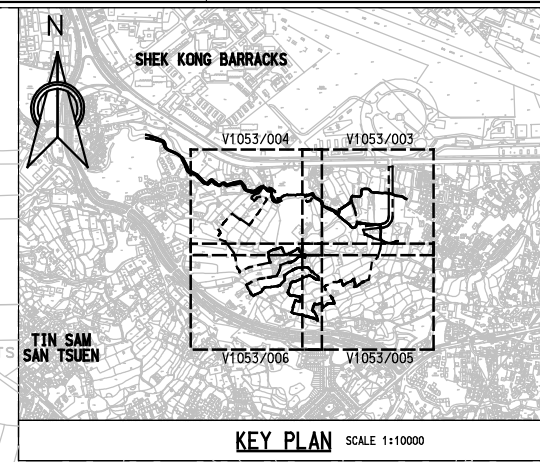 N
SHEK KONG BARRACKS
V1053/004
V1053/003
TIN SAM
SAN TSUEN
V1053/006
V1053/005
KEY PLAN SCALE 1:10000